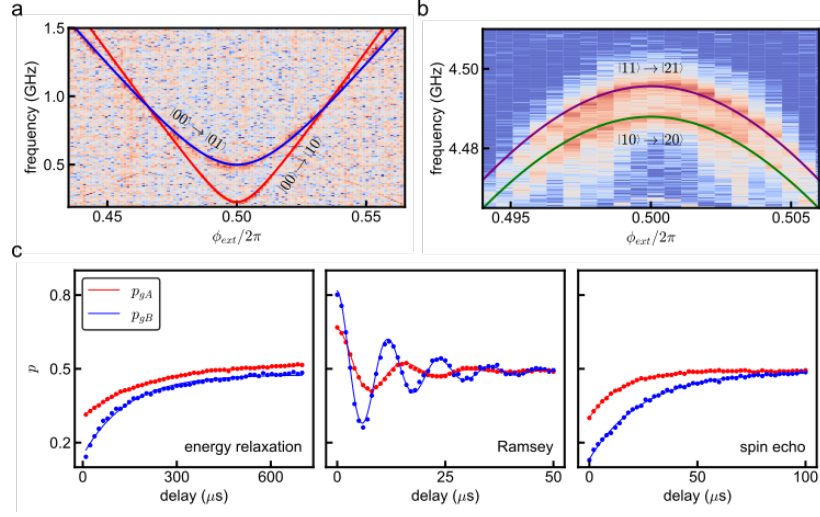 a
1.5
1.0
0.5
frequency (GHz)
|00⟩ → |01⟩
|00⟩ → |10⟩
0.45
0.50
0.55
ϕext/2π
b
4.50
4.48
frequency (GHz)
|11⟩ → |21⟩
|10⟩ → |20⟩
0.495
0.500
0.505
ϕext/2π
c
0.8
0.5
0.2
p
pgA
pgB
energy relaxation
0
300
600
delay (μs)
Ramsey
0
25
50
delay (μs)
spin echo
0
50
100
delay (μs)